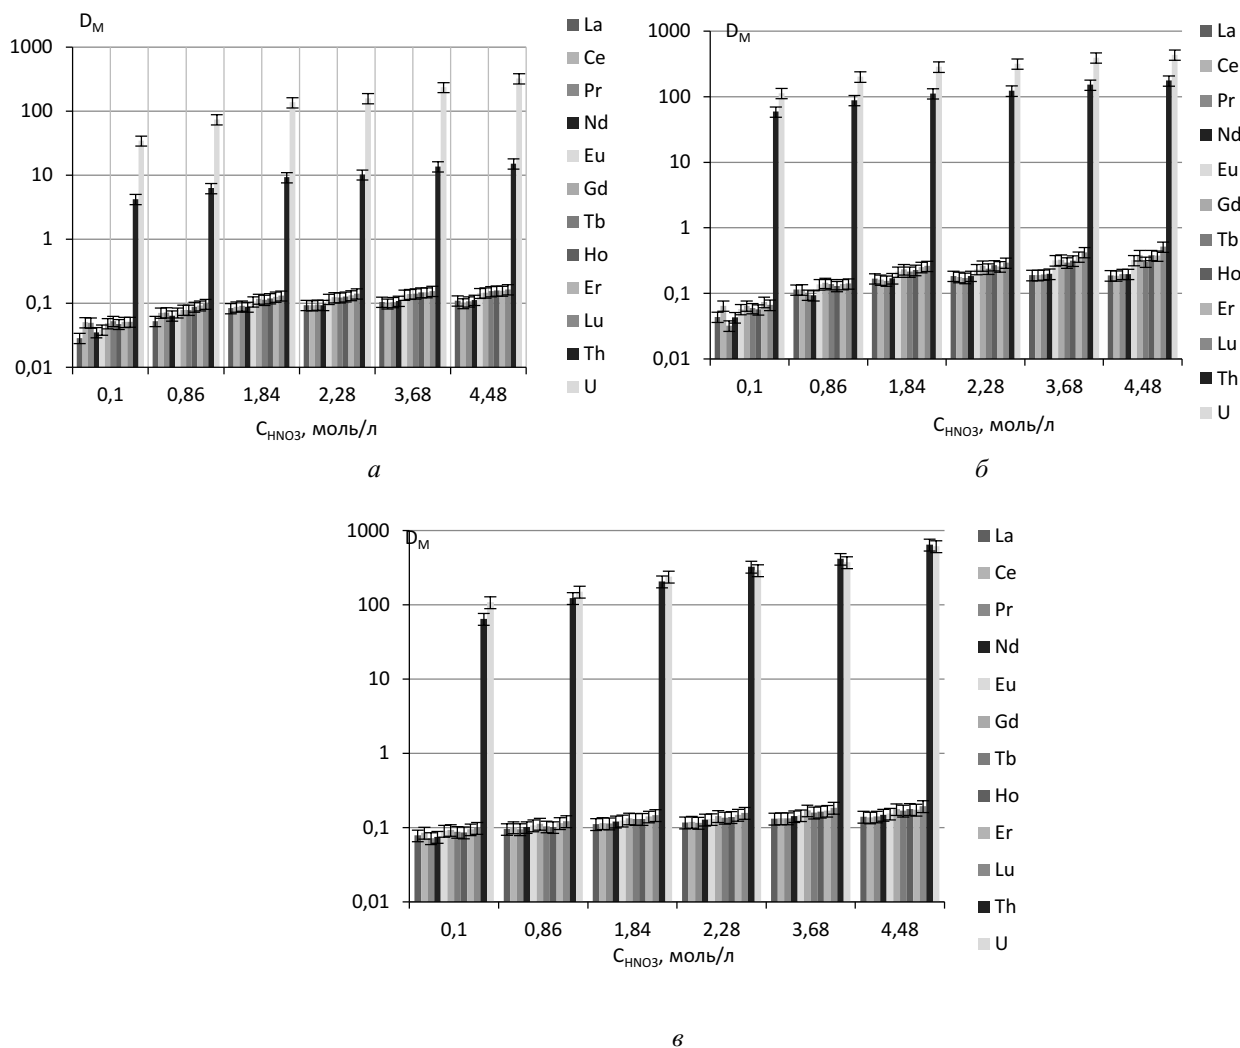 D_M
1000
100
10
1
0,1
0,01
0,1 0,86 1,84 2,28 3,68 4,48
C_HNO3, моль/л
La
Ce
Pr
Nd
Eu
Gd
Tb
Ho
Er
Lu
Th
U
а
D_M
1000
100
10
1
0,1
0,01
0,1 0,86 1,84 2,28 3,68 4,48
C_HNO3, моль/л
La
Ce
Pr
Nd
Eu
Gd
Tb
Ho
Er
Lu
Th
U
б
D_M
1000
100
10
1
0,1
0,01
0,1 0,86 1,84 2,28 3,68 4,48
C_HNO3, моль/л
La
Ce
Pr
Nd
Eu
Gd
Tb
Ho
Er
Lu
Th
U
в